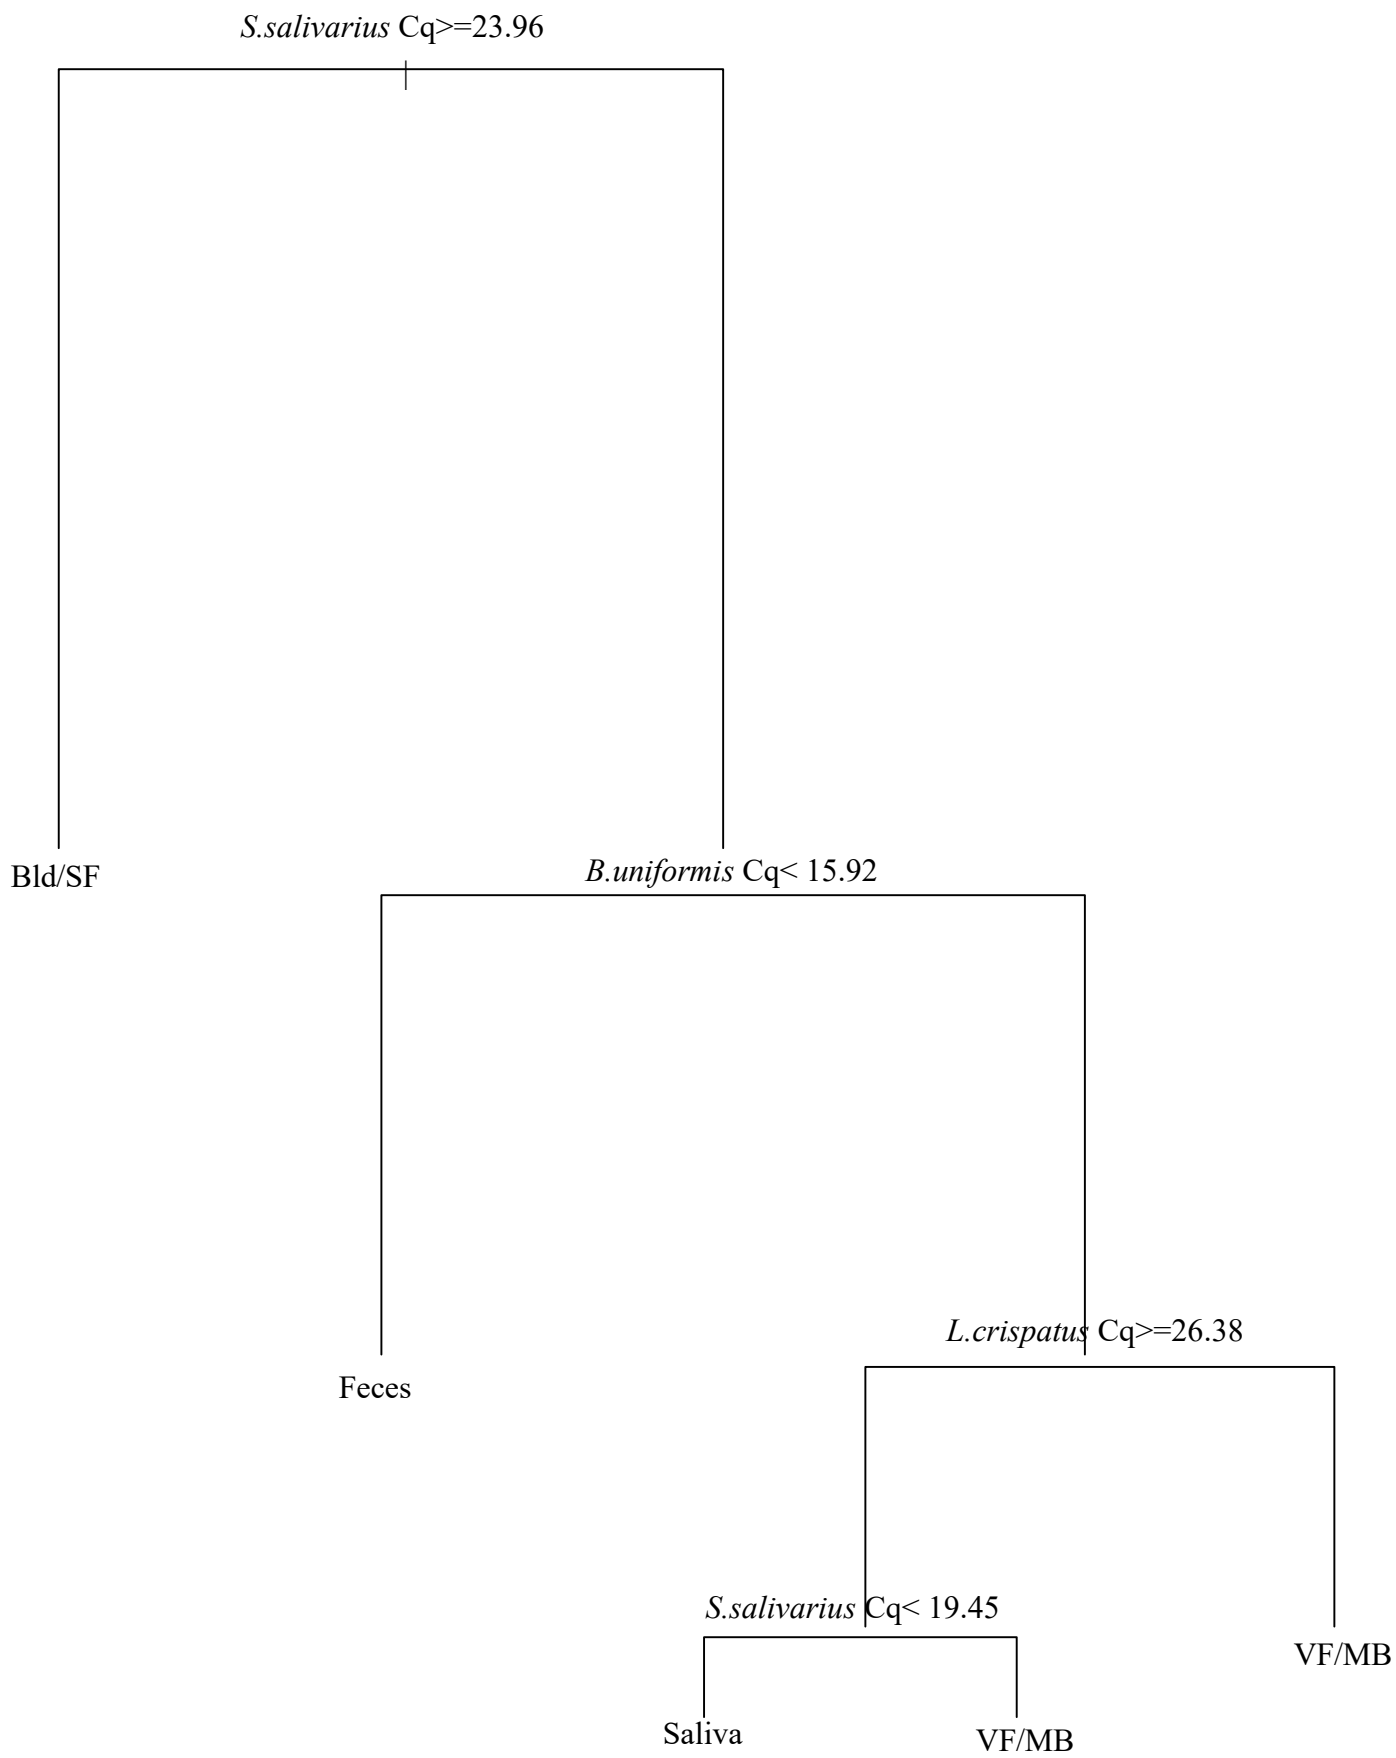 S.salivarius Cq>=23.96
Bld/SF
B.uniformis Cq< 15.92
Feces
L.crispatus Cq>=26.38
S.salivarius Cq< 19.45
VF/MB
Saliva
VF/MB